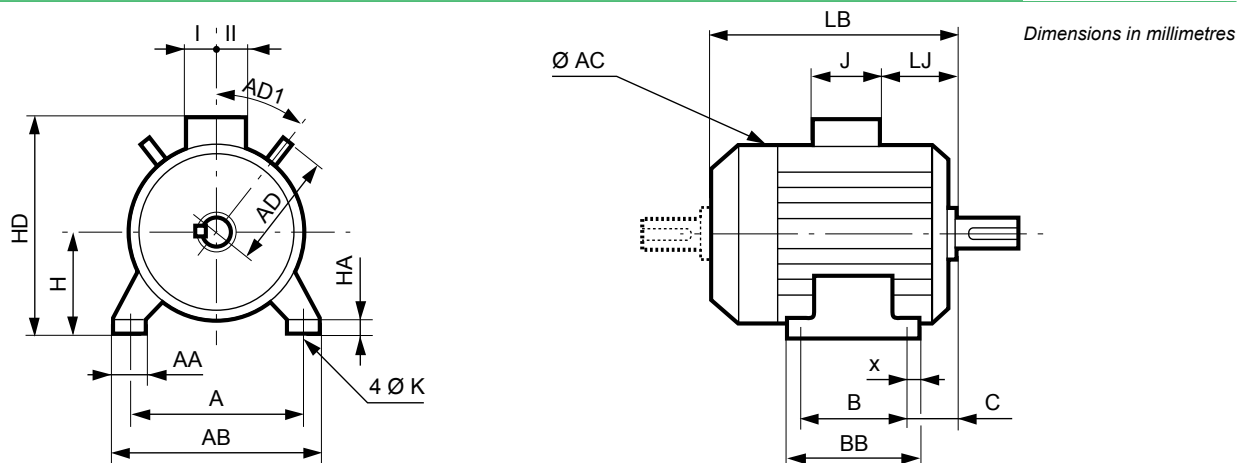 Dimensions in millimetres
I
II
AD1
HD
H
AD
HA
AA
A
AB
4 Ø K
LB
Ø AC
J
LJ
x
B
C
BB